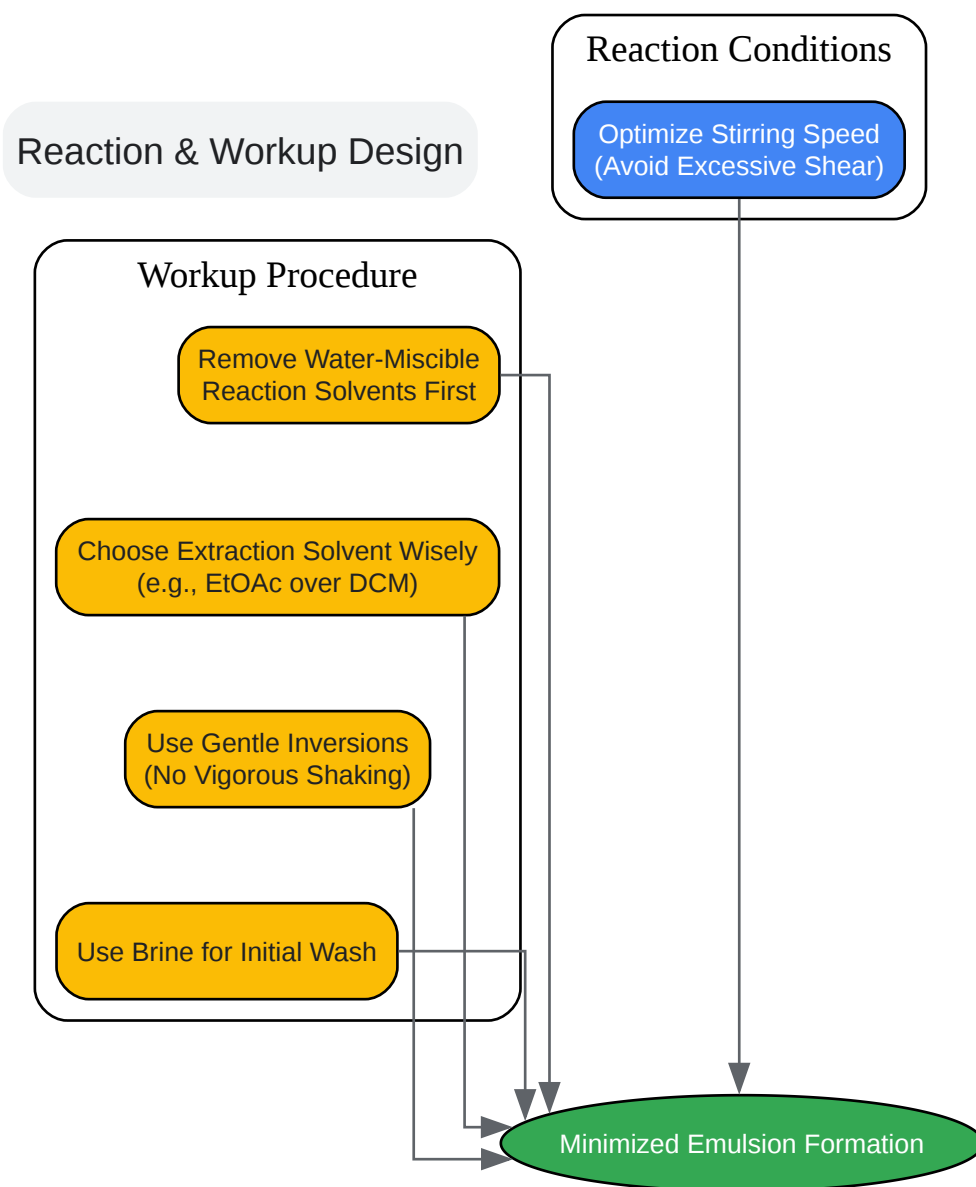 Reaction Conditions
Optimize Stirring Speed
(Avoid Excessive Shear)
Reaction & Workup Design
Workup Procedure
Remove Water-Miscible
Reaction Solvents First
Choose Extraction Solvent Wisely
(e.g., EtOAc over DCM)
Use Gentle Inversions
(No Vigorous Shaking)
Use Brine for Initial Wash
Minimized Emulsion Formation